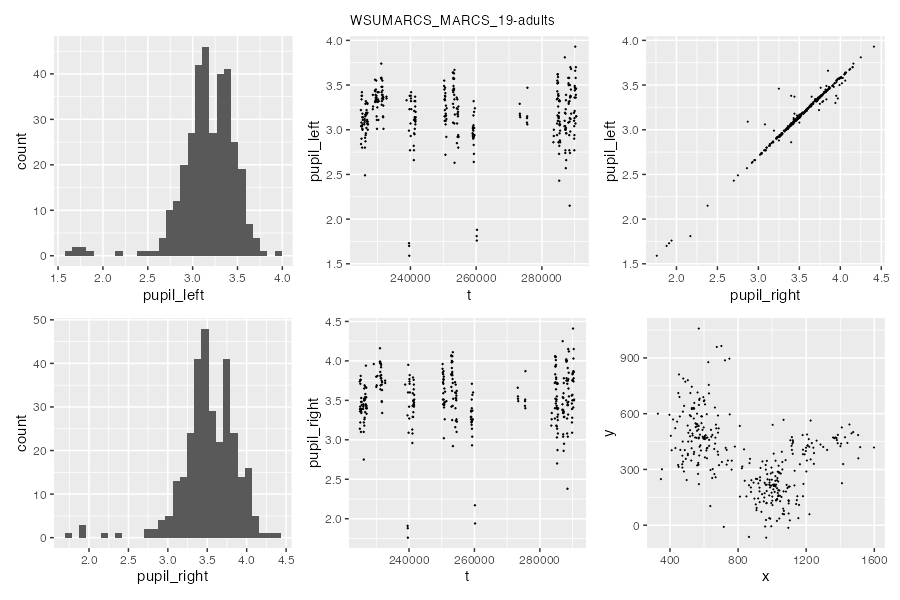 WSUMARCS_MARCS_19-adults
count
40
30
20
10
0
1.5 2.0 2.5 3.0 3.5 4.0
pupil_left
pupil_left
4.0
3.5
3.0
2.5
2.0
1.5
240000 260000 280000
t
pupil_left
4.0
3.5
3.0
2.5
2.0
1.5
2.0 2.5 3.0 3.5 4.0 4.5
pupil_right
count
50
40
30
20
10
0
2.0 2.5 3.0 3.5 4.0 4.5
pupil_right
pupil_right
4.5
4.0
3.5
3.0
2.5
2.0
240000 260000 280000
t
y
900
600
300
0
400 800 1200 1600
x